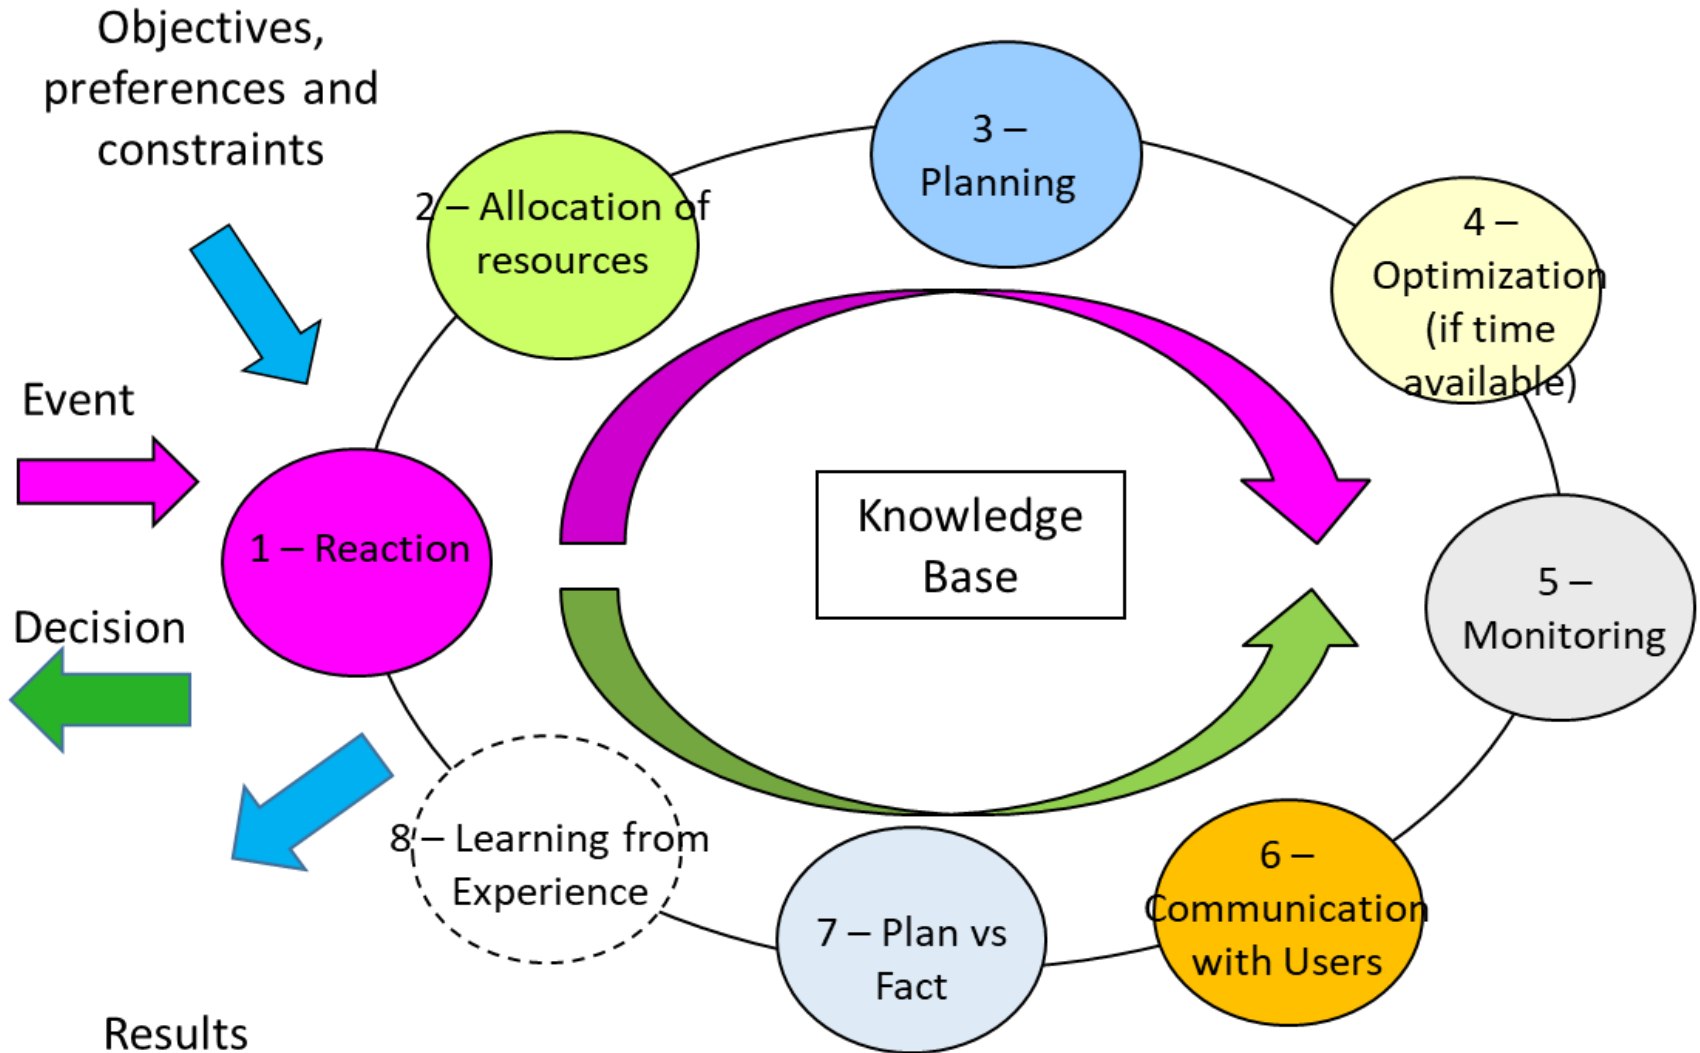 Objectives,
preferences and
constraints
Event
Decision
Results
1 – Reaction
2 – Allocation of
resources
3 –
Planning
4 –
Optimization
(if time
available)
5 –
Monitoring
6 –
Communication
with Users
7 – Plan vs
Fact
8 – Learning from
Experience
Knowledge
Base